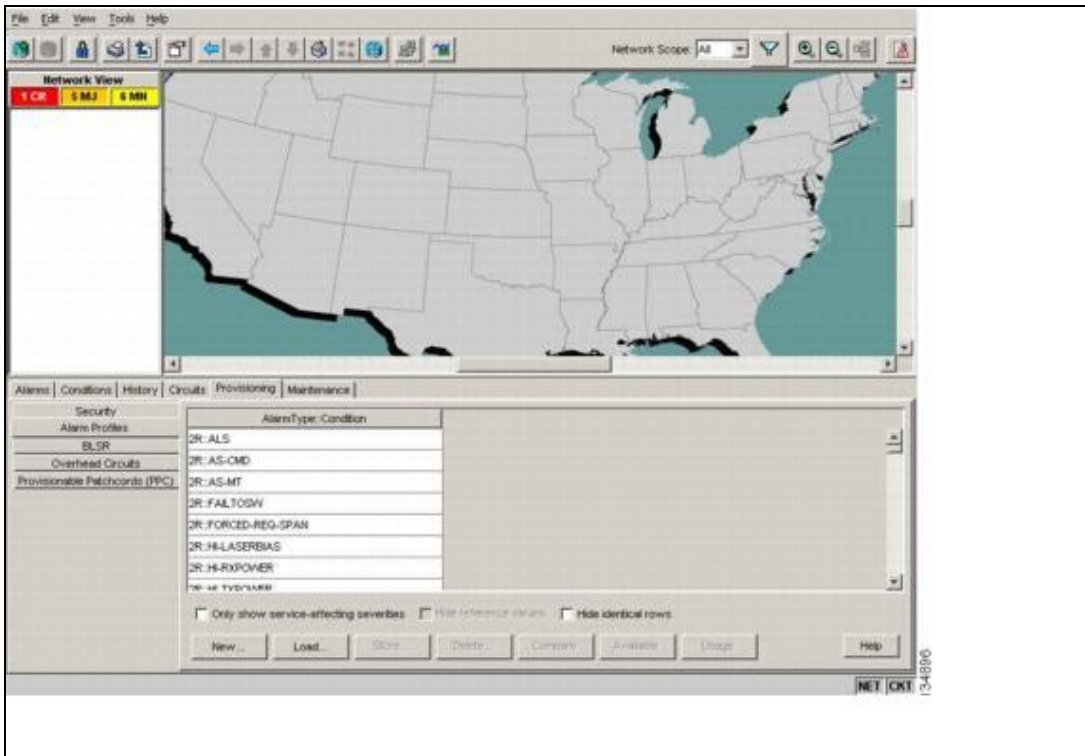 File Edit View Tools Help
Network Scope: All
Network View
1 CR 5 MJ 6 MN
Alarms Conditions History Circuits Provisioning Maintenance
Security
Alarm Profiles
BLSR
Overhead Circuits
Provisionable Patchcords (PPC)
AlarmType::Condition
2R::ALS
2R::AS-CMD
2R::AS-MT
2R::FAILTOSW
2R::FORCED-REQ-SPAN
2R::HI-LASERBIAS
2R::HI-RXPOWER
2R::HI-TXPOWER
Only show service-affecting severities Hide reference values Hide identical rows
New... Load... Store... Delete... Compare Available Usage Help
NET CKT
134896